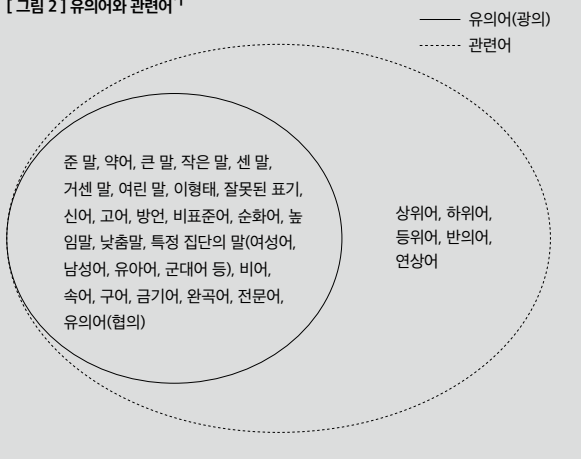 [ 그림 2 ] 유의어와 관련어1
유의어(광의)
관련어
준 말, 약어, 큰 말, 작은 말, 센 말,
거센 말, 여린 말, 이형태, 잘못된 표기,
신어, 고어, 방언, 비표준어, 순화어, 높
임말, 낮춤말, 특정 집단의 말(여성어,
남성어, 유아어, 군대어 등), 비어,
속어, 구어, 금기어, 완곡어, 전문어,
유의어(협의)
상위어, 하위어,
등위어, 반의어,
연상어